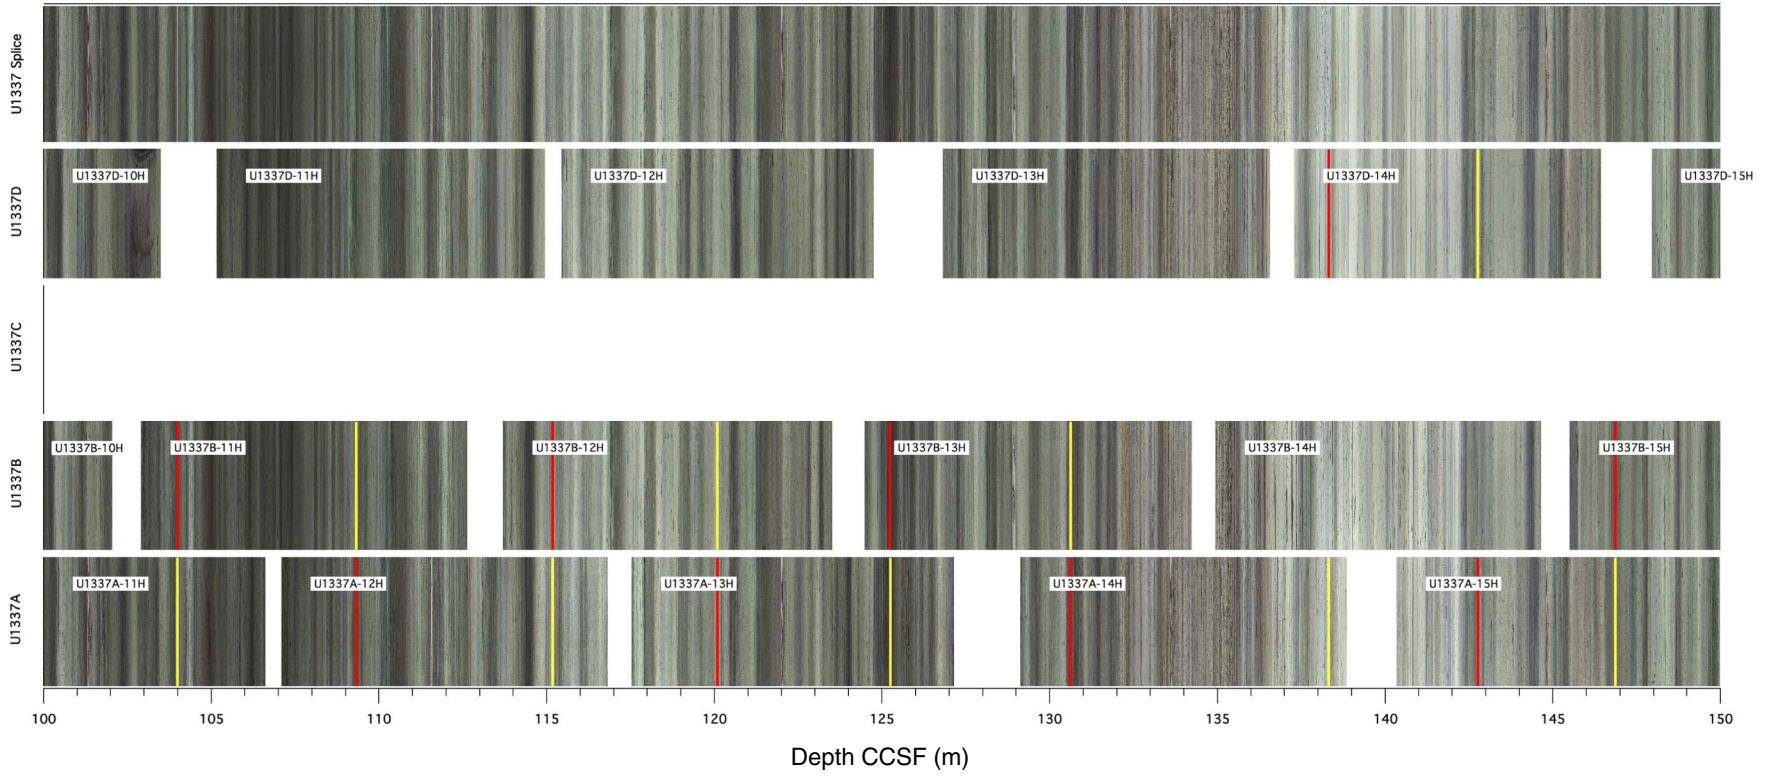 U1337 Splice
U1337D
U1337D-10H
U1337D-11H
U1337D-12H
U1337D-13H
U1337D-14H
U1337D-15H
U1337C
U1337B
U1337B-10H
U1337B-11H
U1337B-12H
U1337B-13H
U1337B-14H
U1337B-15H
U1337A
U1337A-11H
U1337A-12H
U1337A-13H
U1337A-14H
U1337A-15H
100 105 110 115 120 125 130 135 140 145 150
Depth CCSF (m)